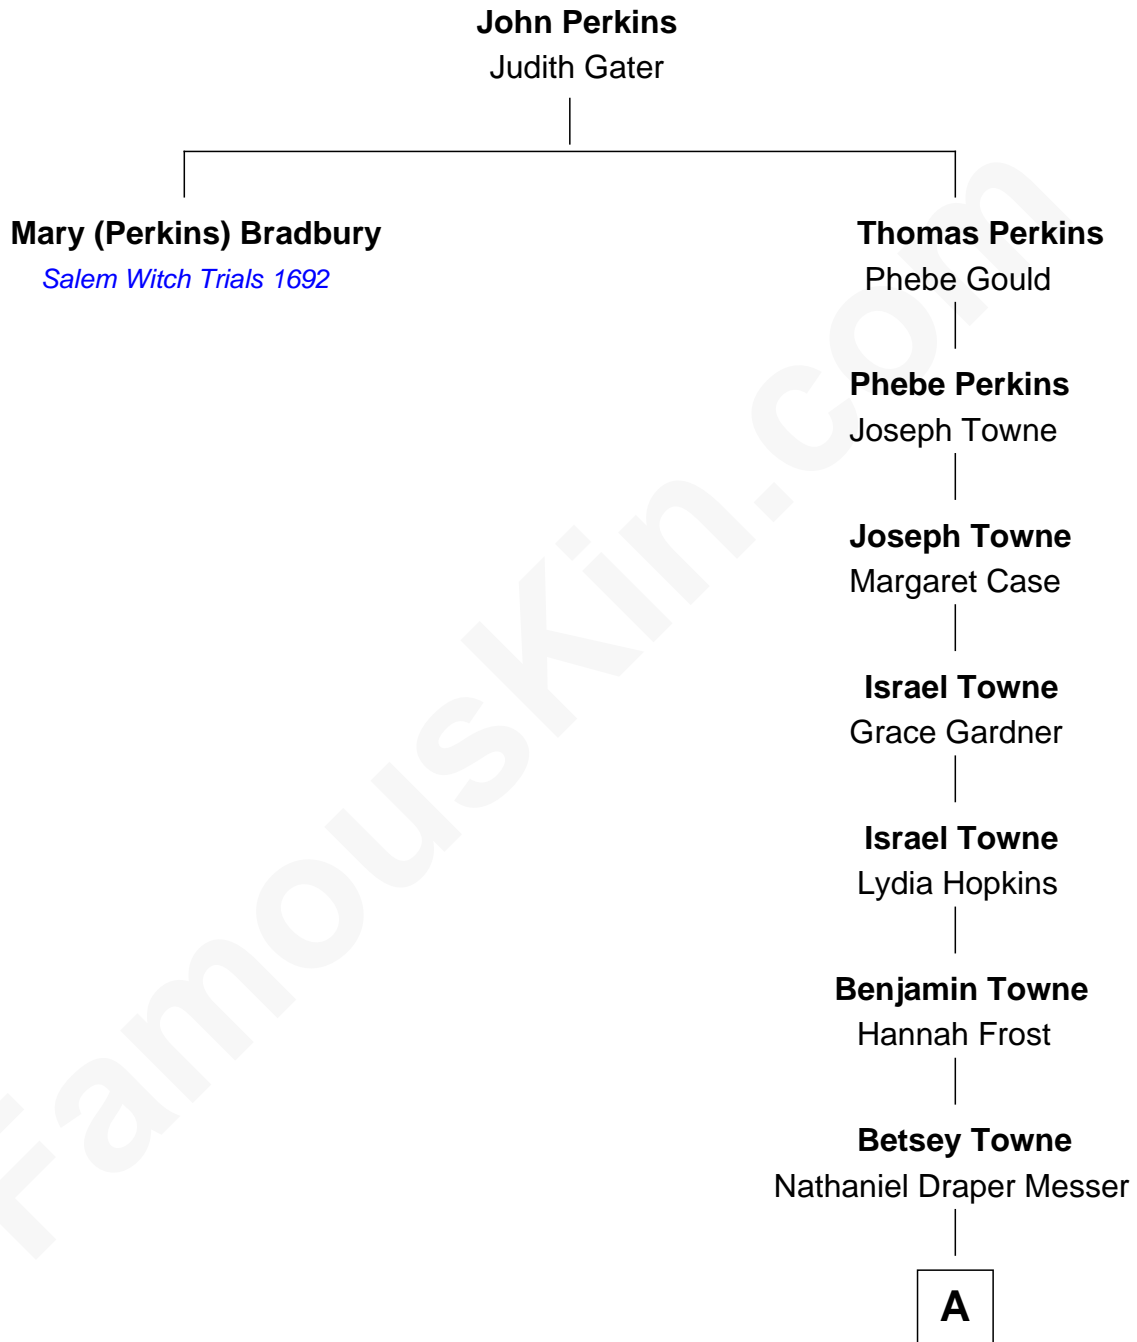 John Perkins
Judith Gater
Mary (Perkins) Bradbury
Salem Witch Trials 1692
Thomas Perkins
Phebe Gould
Phebe Perkins
Joseph Towne
Joseph Towne
Margaret Case
Israel Towne
Grace Gardner
Israel Towne
Lydia Hopkins
Benjamin Towne
Hannah Frost
Betsey Towne
Nathaniel Draper Messer
A
FamousKin.com